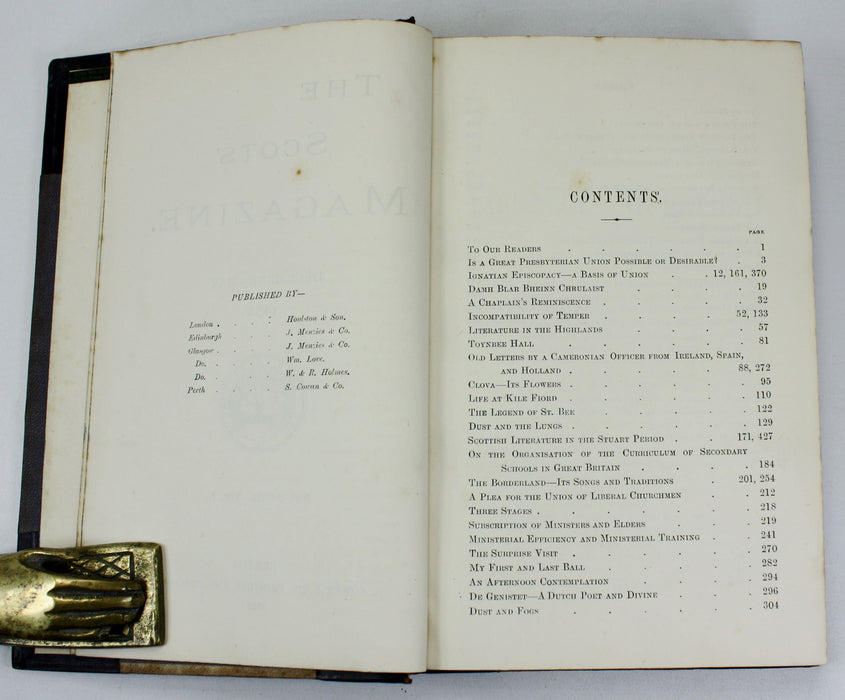 THE
SCOTS
MAGAZINE.
PUBLISHED BY—
London . . . : Houlston & Son.
Edinburgh . . . . J. Menzies & Co.
Glasgow . . . . J. Menzies & Co.
Do. . . . . Wm. Love.
Do. . . . . W. & R. Holmes.
Perth . . . . S. Cowan & Co.
CONTENTS.
PAGE
To Our Readers . . . . . . 1
Is a Great Presbyterian Union Possible or Desirable? . 3
Ignatian Episcopacy—A Basis of Union . . 12, 161, 370
Damh Blar Bheinn Chrulaist . . . . 19
A Chaplain's Reminiscence . . . . . 32
Incompatibility of Temper . . . . 52, 133
Literature in the Highlands . . . . 57
Toynbee Hall . . . . . 81
Old Letters by a Cameronian Officer from Ireland, Spain,
and Holland . . . . . 88, 272
Clova—Its Flowers . . . . . . 95
Life at Kile Fiord . . . . . . 110
The Legend of St. Bee . . . . . 122
Dust and the Lungs . . . . . . 129
Scottish Literature in the Stuart Period . . 171, 427
On the Organisation of the Curriculum of Secondary
Schools in Great Britain . . . . 184
The Borderland—Its Songs and Traditions . . 201, 254
A Plea for the Union of Liberal Churchmen . . 212
Three Stages . . . . . . . 218
Subscription of Ministers and Elders . . . 219
Ministerial Efficiency and Ministerial Training . . 241
The Surprise Visit . . . . . . 270
My First and Last Ball . . . . . 282
An Afternoon Contemplation . . . . 294
De Genistet—A Dutch Poet and Divine . . . 296
Dust and Fogs . . . . . . 304